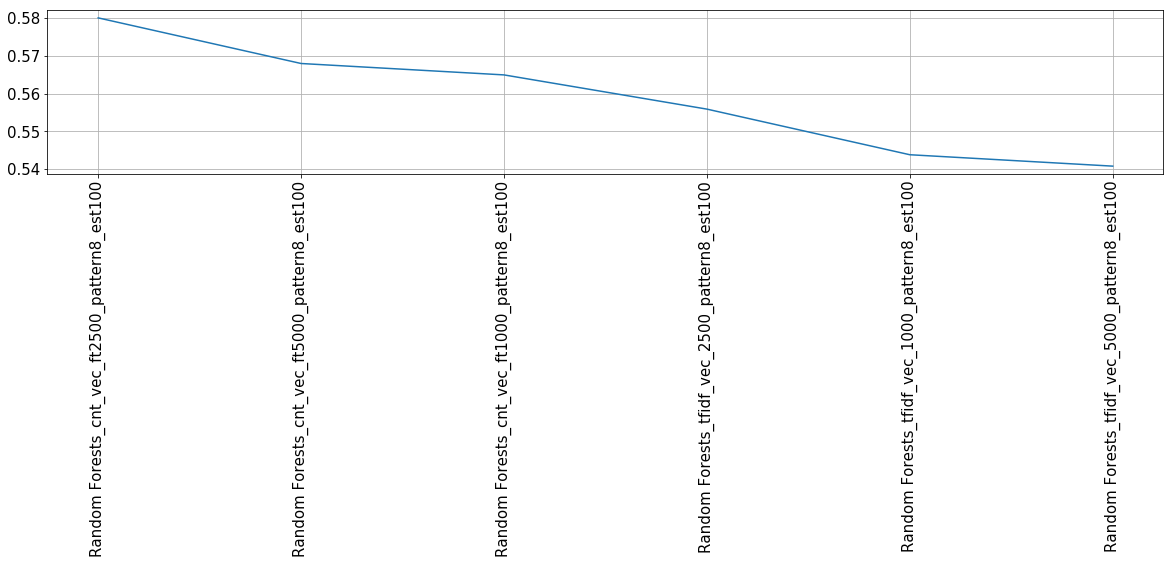 0.58
0.57
0.56
0.55
0.54
Random Forests_cnt_vec_ft2500_pattern8_est100
Random Forests_cnt_vec_ft5000_pattern8_est100
Random Forests_cnt_vec_ft1000_pattern8_est100
Random Forests_tfidf_vec_2500_pattern8_est100
Random Forests_tfidf_vec_1000_pattern8_est100
Random Forests_tfidf_vec_5000_pattern8_est100